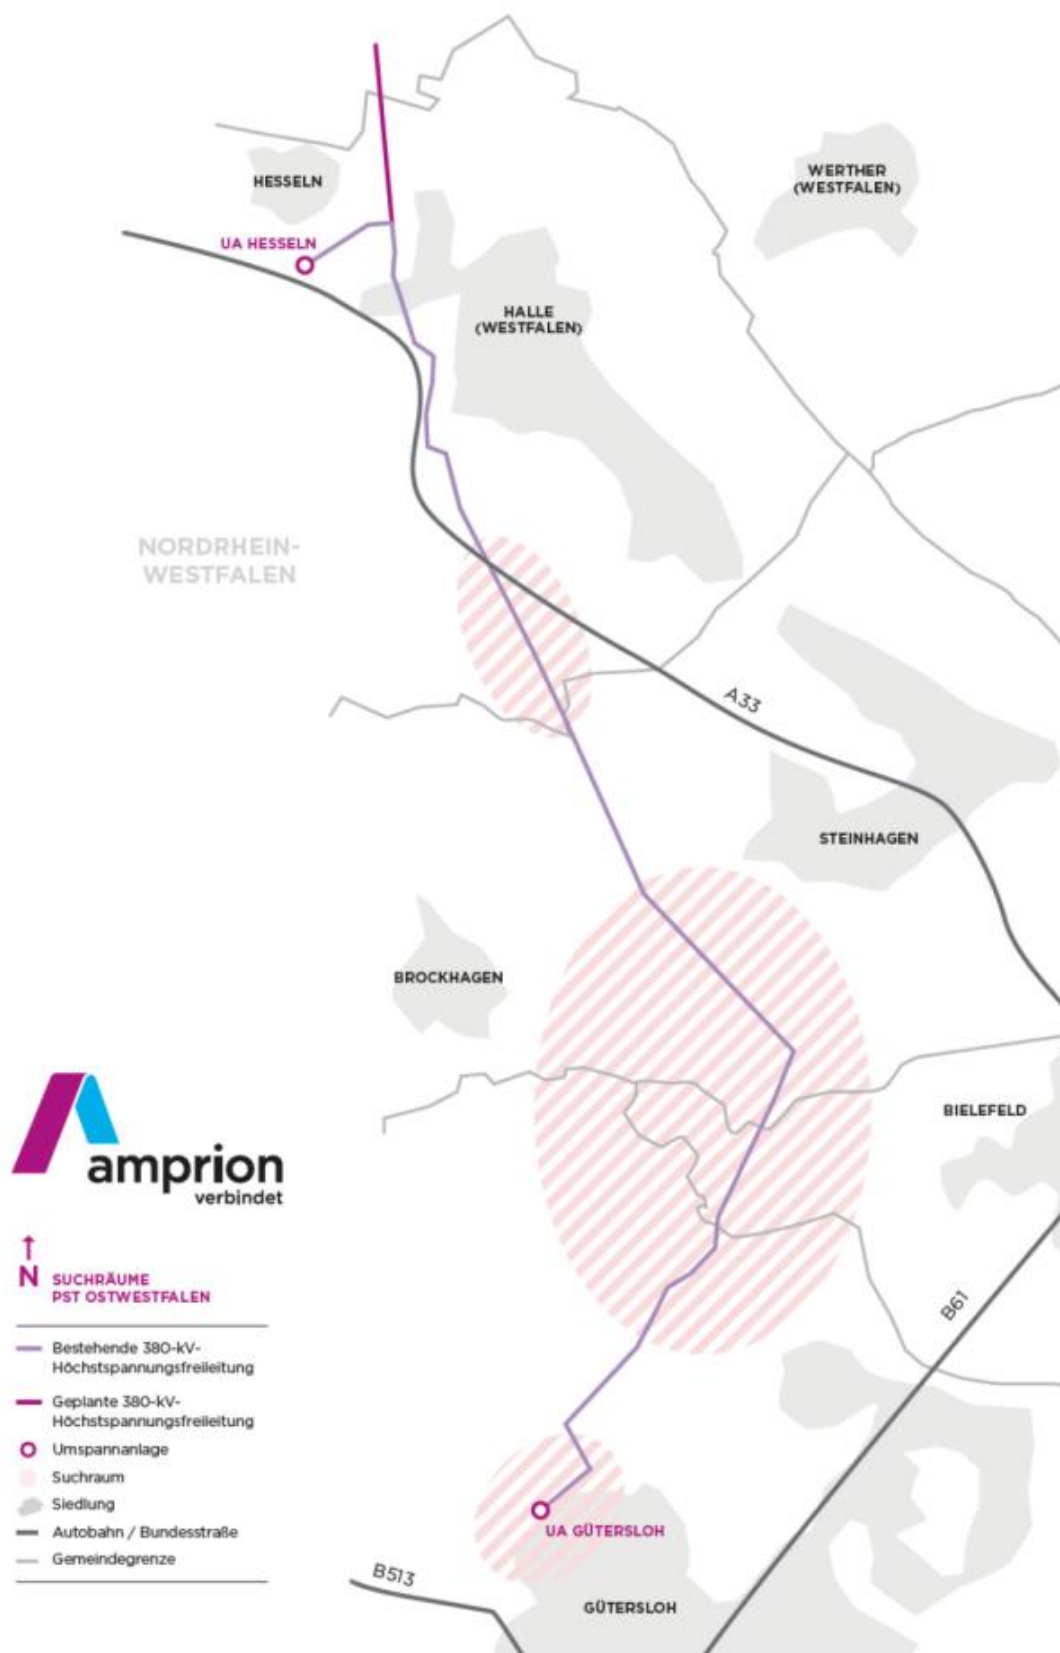 HESSELN
WERTHER
(WESTFALEN)
UA HESSELN
HALLE
(WESTFALEN)
NORDRHEIN-
WESTFALEN
A33
STEINHAGEN
BROCKHAGEN
BIELEFELD
amprion
verbindet
N
SUCHRÄUME
PST OSTWESTFALEN
B61
Bestehende 380-kV-
Höchstspannungsfreileitung
Geplante 380-kV-
Höchstspannungsfreileitung
Umspannanlage
Suchraum
Siedlung
Autobahn / Bundesstraße
Gemeindegrenze
UA GÜTERSLOH
B513
GÜTERSLOH